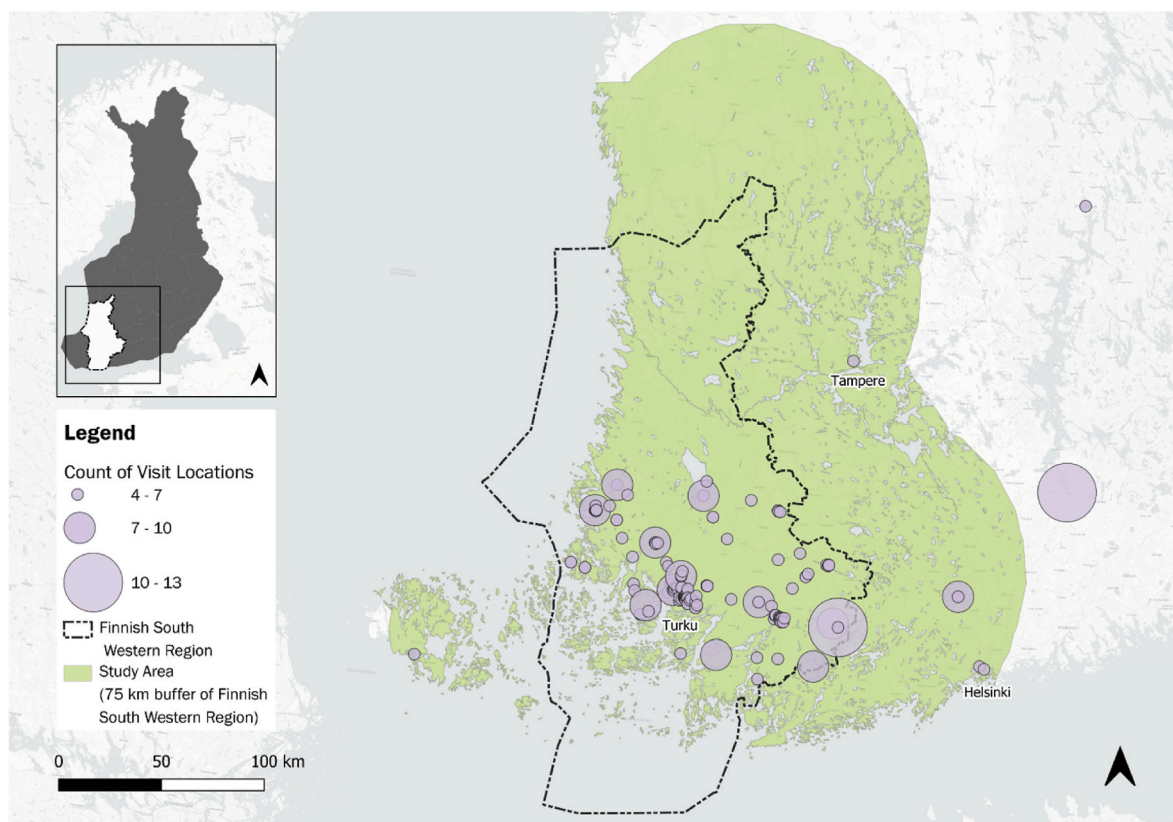 Tampere
Turku
Helsinki
Legend
Count of Visit Locations
4 - 7
7 - 10
10 - 13
Finnish South
Western Region
Study Area
(75 km buffer of Finnish
South Western Region)
0 50 100 km